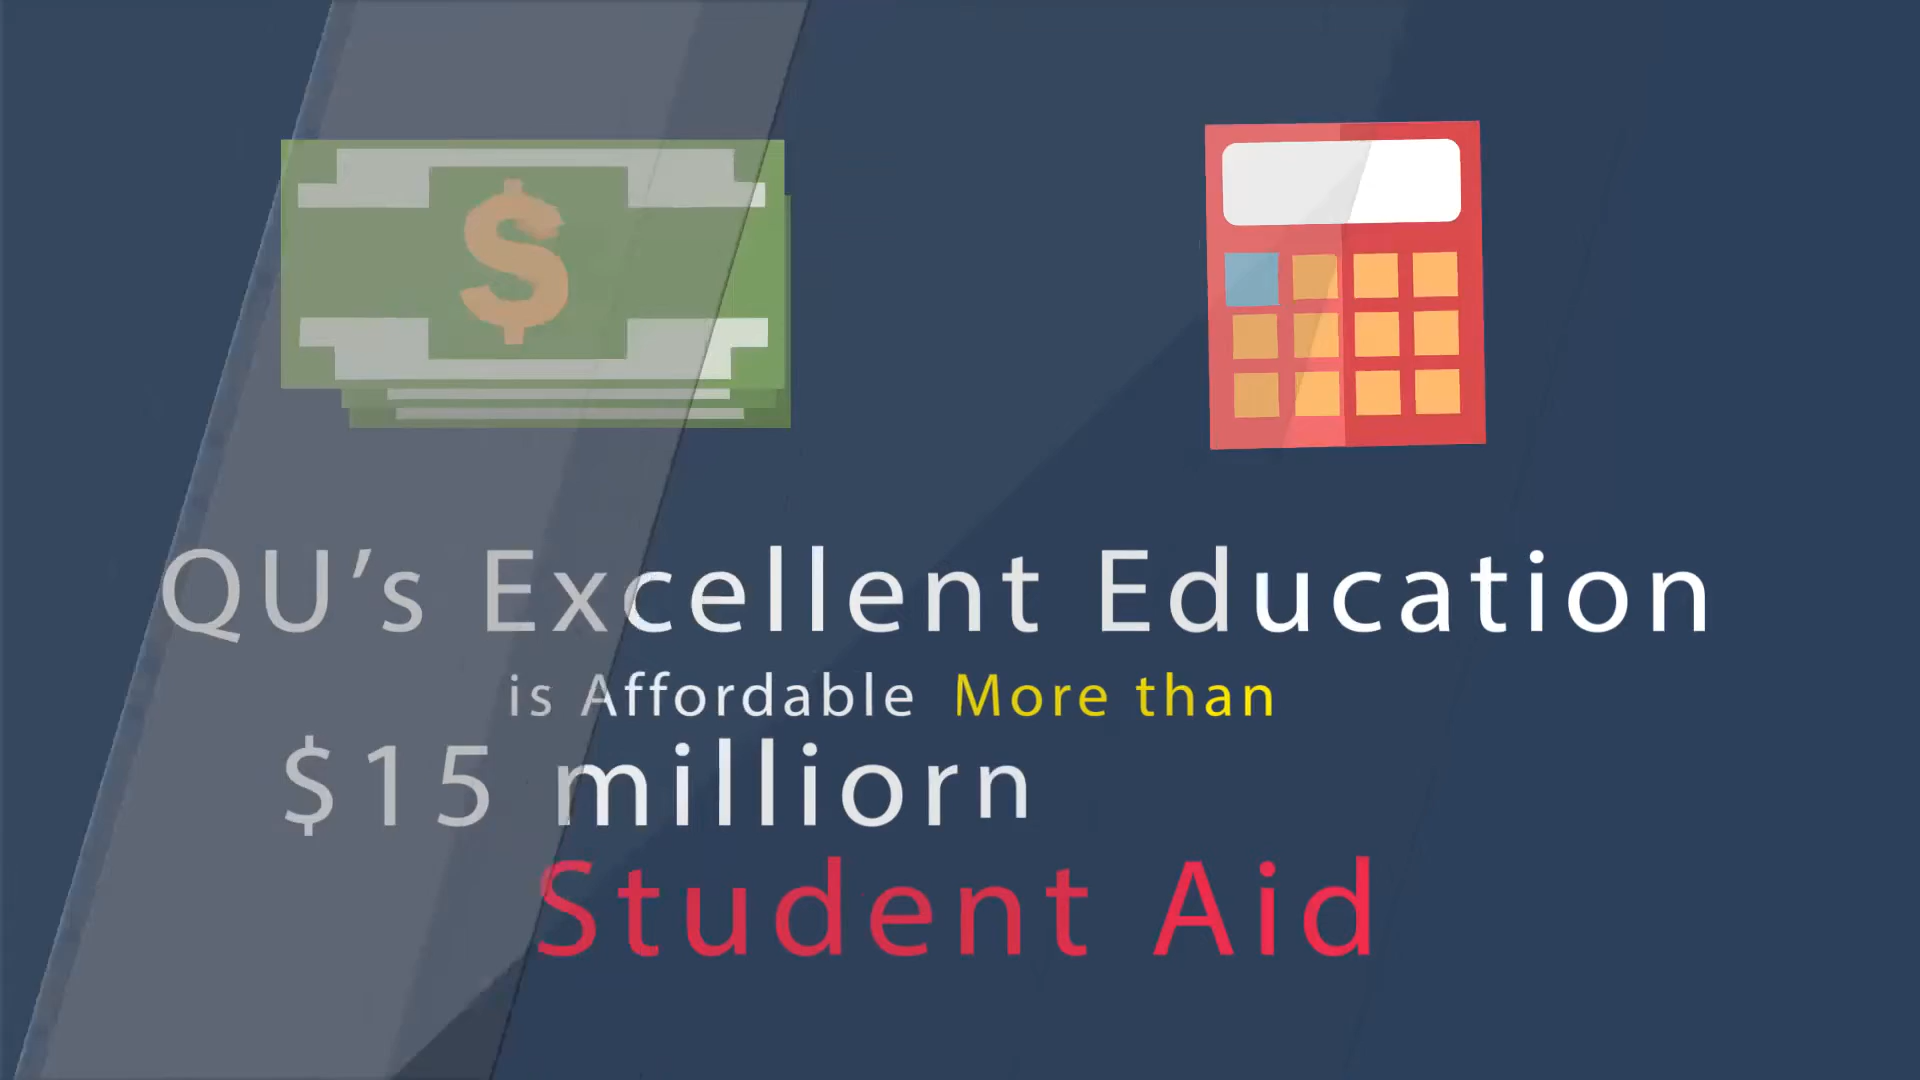 $
QU’s Excellent Education
is Affordable More than
$15 milliorn
Student Aid